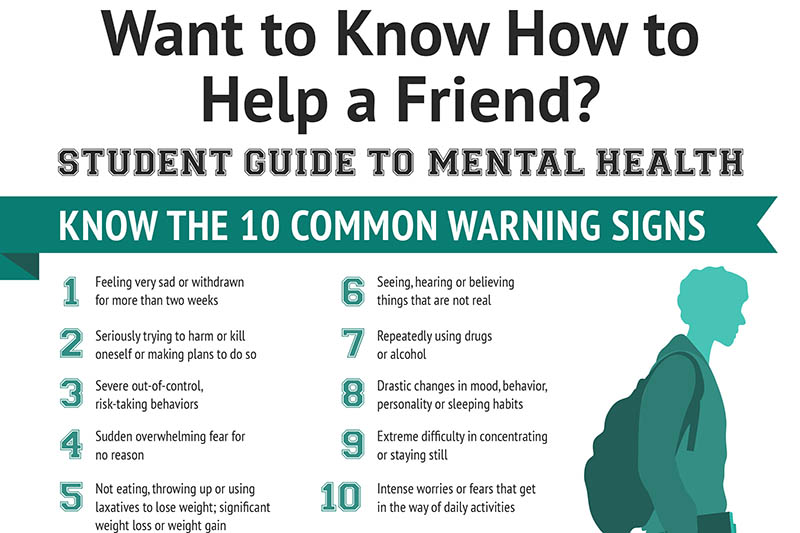 Want to Know How to
Help a Friend?
STUDENT GUIDE TO MENTAL HEALTH
KNOW THE 10 COMMON WARNING SIGNS
1 Feeling very sad or withdrawn
for more than two weeks
2 Seriously trying to harm or kill
oneself or making plans to do so
3 Severe out-of-control,
risk-taking behaviors
4 Sudden overwhelming fear for
no reason
5 Not eating, throwing up or using
laxatives to lose weight; significant
weight loss or weight gain
6 Seeing, hearing or believing
things that are not real
7 Repeatedly using drugs
or alcohol
8 Drastic changes in mood, behavior,
personality or sleeping habits
9 Extreme difficulty in concentrating
or staying still
10 Intense worries or fears that get
in the way of daily activities